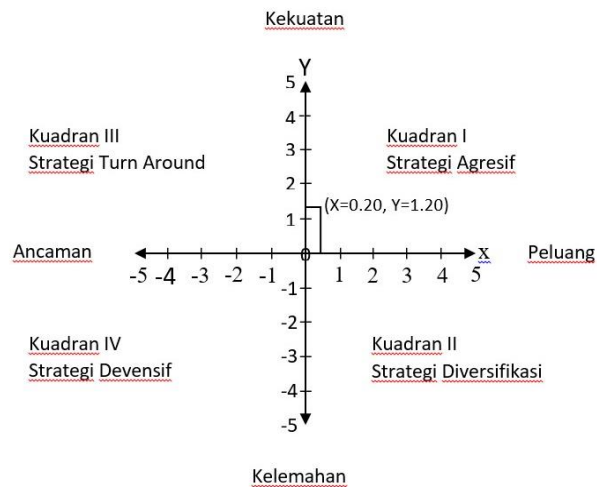 Kekuatan
Y
5
4
Kuadran III
Strategi Turn Around
Kuadran I
Strategi Agresif
3
2
(X=0.20, Y=1.20)
1
Ancaman
0
X
Peluang
-5 -4 -3 -2 -1 1 2 3 4 5
-1
-2
Kuadran IV
Strategi Devensif
Kuadran II
Strategi Diversifikasi
-3
-4
-5
Kelemahan